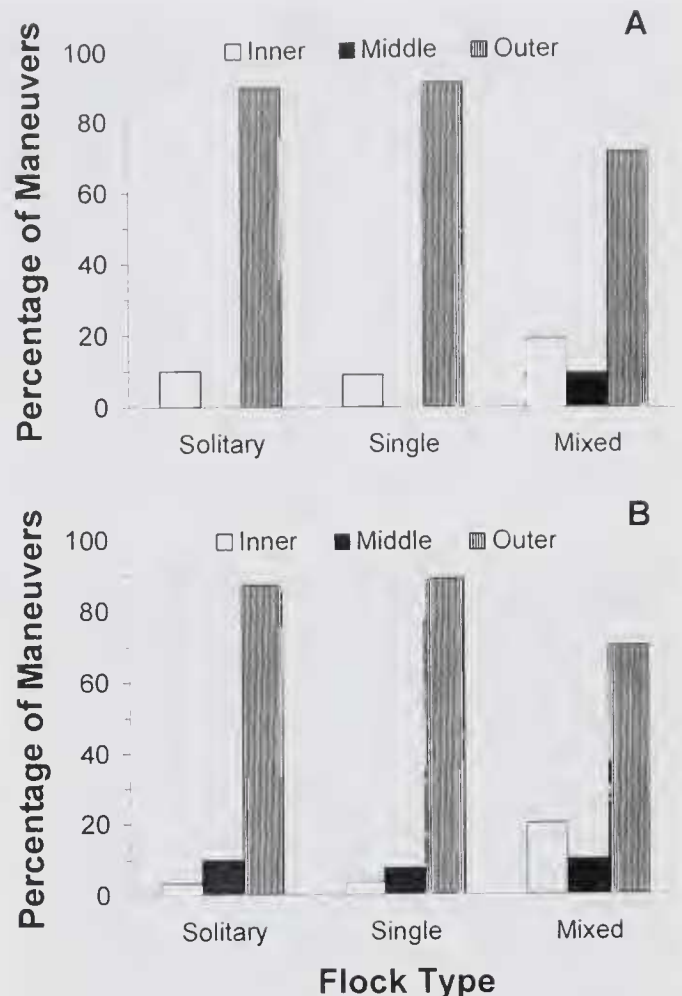 A
Inner Middle Outer
Percentage of Maneuvers
100
80
60
40
20
0
Solitary Single Mixed
B
Inner Middle Outer
Percentage of Maneuvers
100
80
60
40
20
0
Solitary Single Mixed
Flock Type